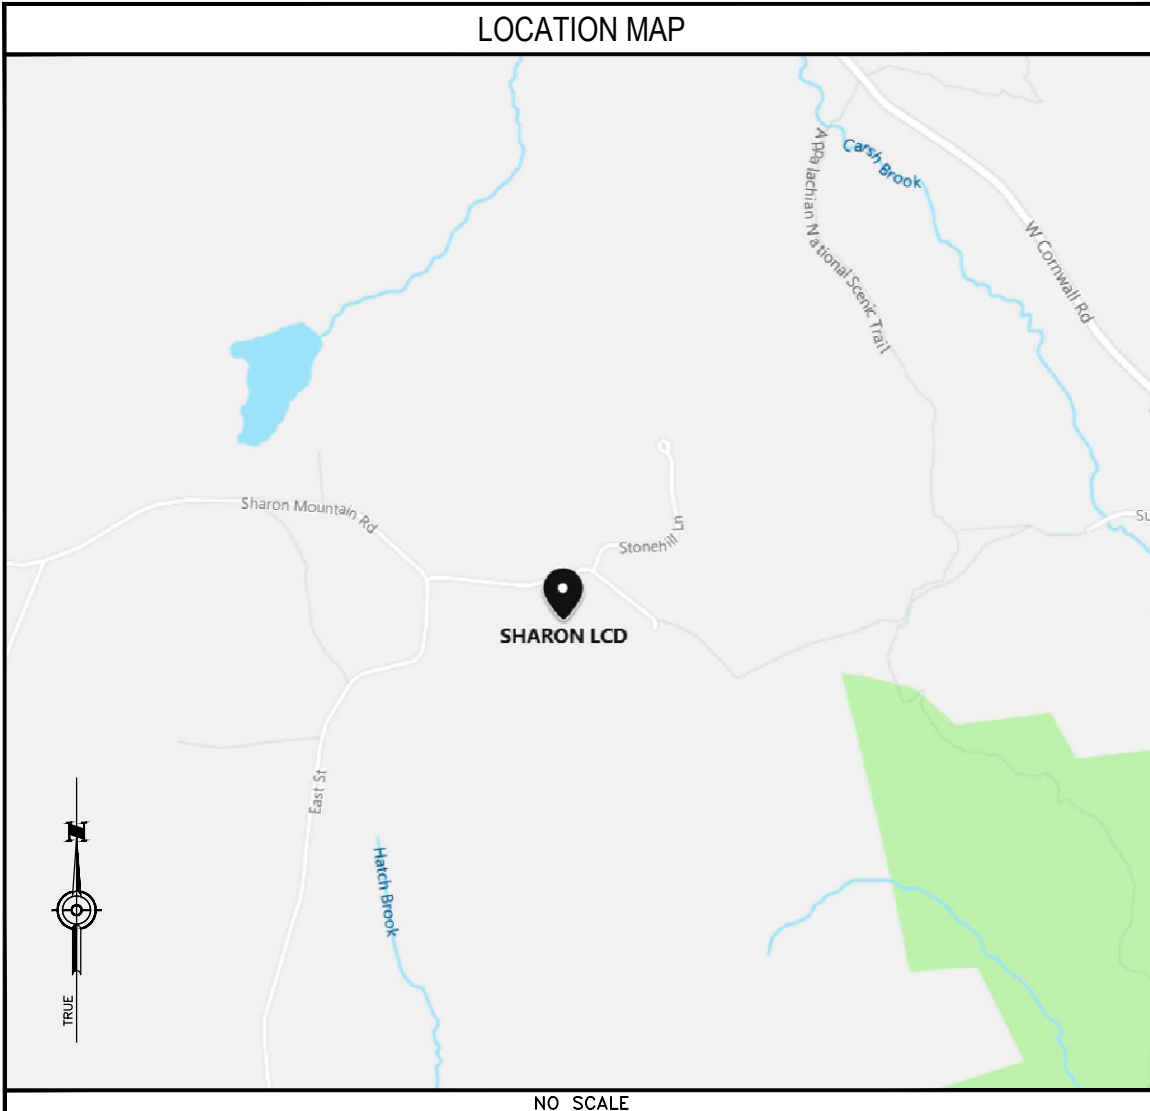 LOCATION MAP
Carsh Brook
Appalachian National Scenic Trail
W Cornwall Rd
Sharon Mountain Rd
Stonehill Ln
Su
SHARON LCD
East St
N
Hatch Brook
TRUE
NO SCALE